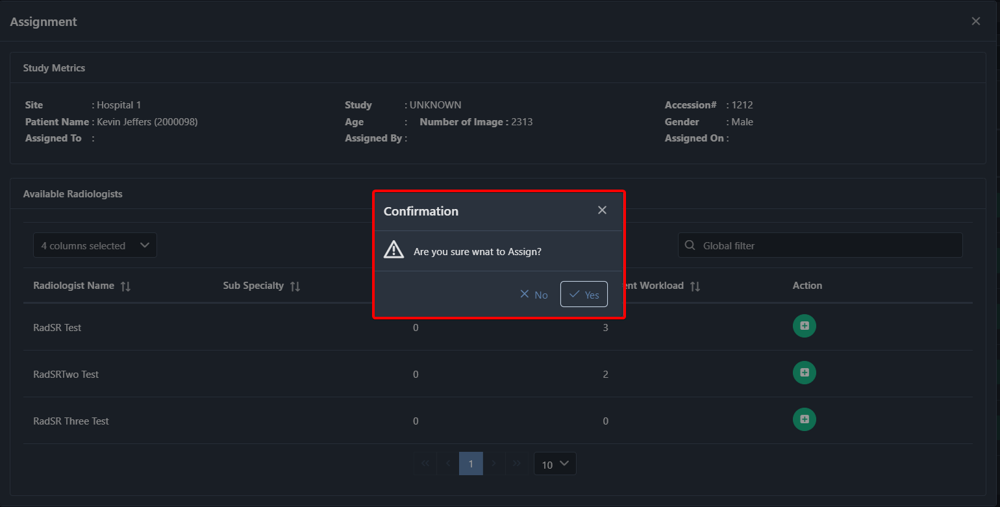 Assignment
Study Metrics
Site : Hospital 1 Study : UNKNOWN Accession# : 1212
Patient Name : Kevin Jeffers (2000098) Age : Number of Image : 2313 Gender : Male
Assigned To : Assigned By : Assigned On :
Available Radiologists
Confirmation
Are you sure wnat to Assign?
No Yes
4 columns selected Global filter
Radiologist Name Sub Specialty Workload Action
RadSR Test 0 3
RadSRTwo Test 0 2
RadSR Three Test 0 0
1 10